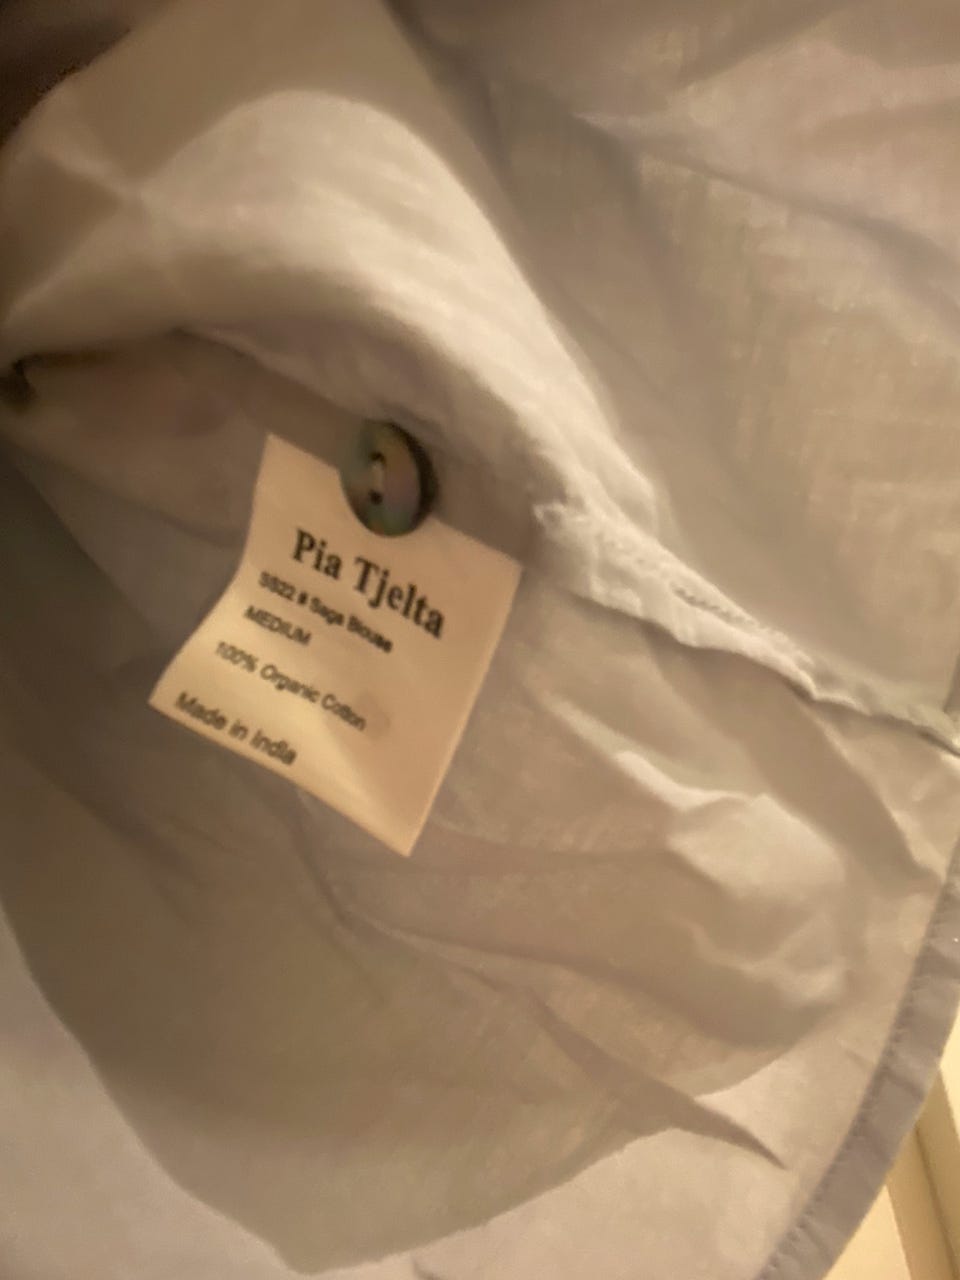 Pia Tjelta
SS22 # Saga Blouse
MEDIUM
100% Organic Cotton
Made in India